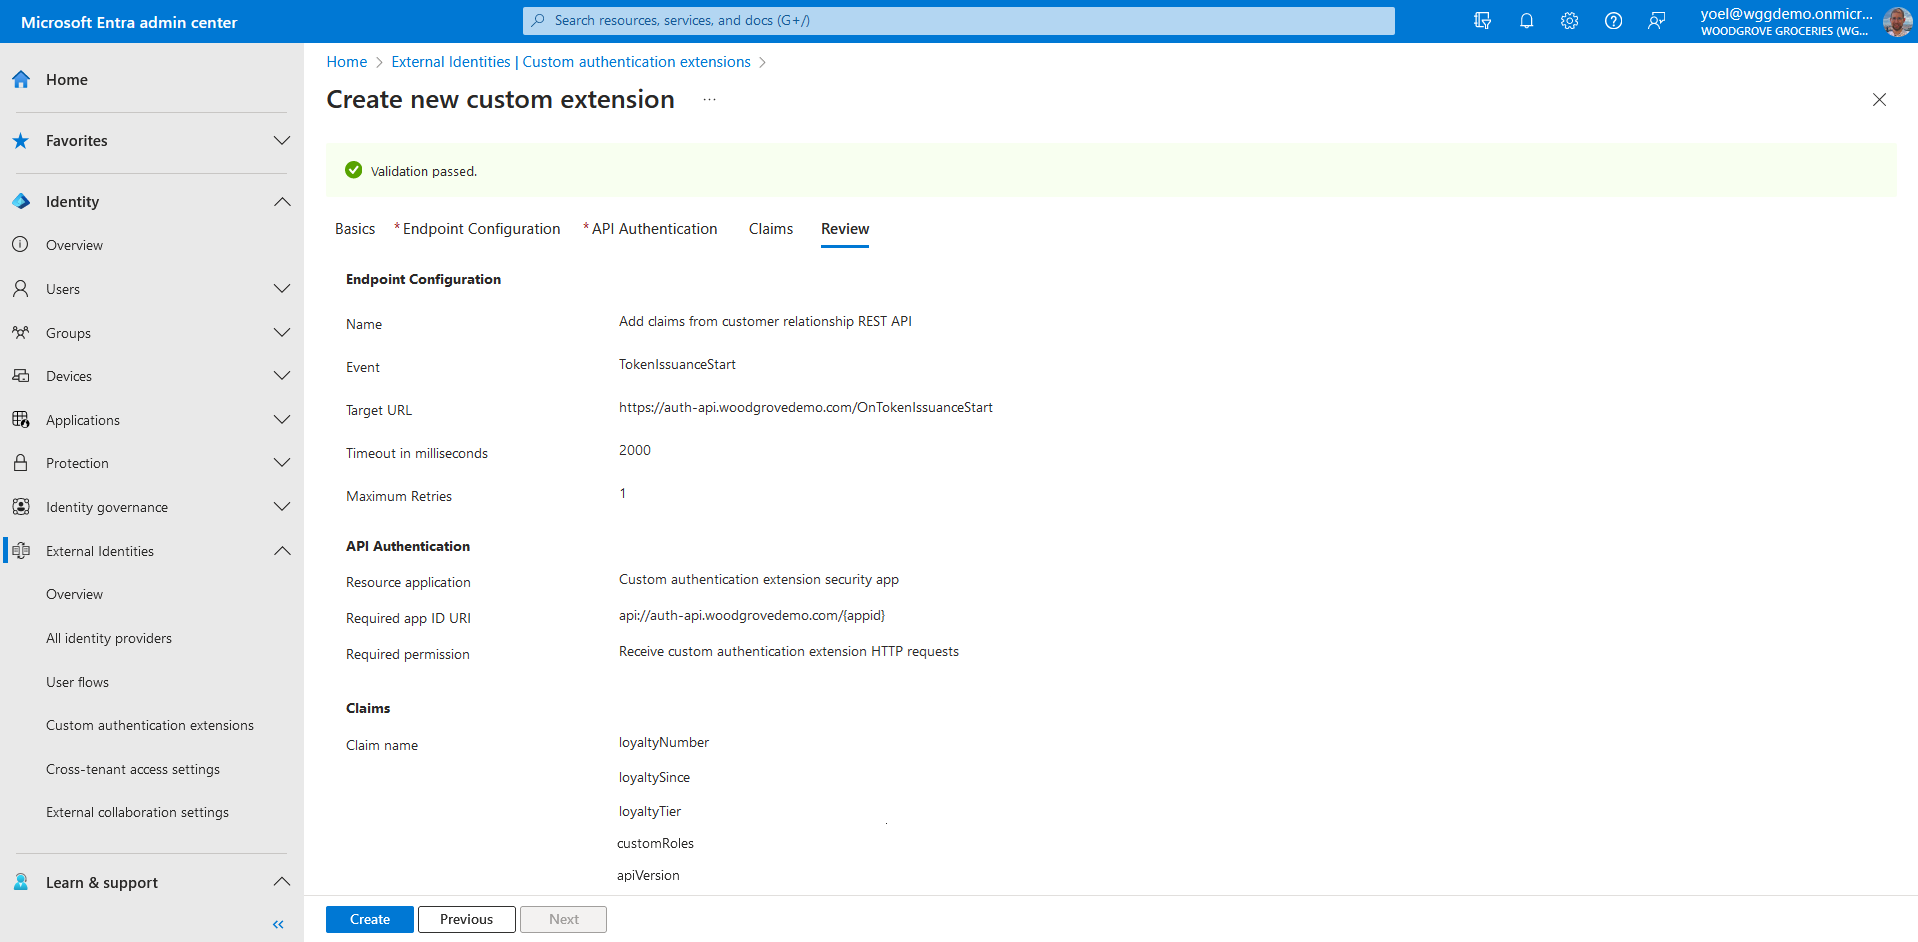 Microsoft Entra admin center
Search resources, services, and docs (G+/)
yoel@wggdemo.onmicr...
WOODGROVE GROCERIES (WG...
Home
Favorites
Identity
Overview
Users
Groups
Devices
Applications
Protection
Identity governance
External Identities
Overview
All identity providers
User flows
Custom authentication extensions
Cross-tenant access settings
External collaboration settings
Learn & support
Home > External Identities | Custom authentication extensions >
Create new custom extension ...
Validation passed.
Basics * Endpoint Configuration * API Authentication Claims Review
Endpoint Configuration
Name Add claims from customer relationship REST API
Event TokenIssuanceStart
Target URL https://auth-api.woodgrovedemo.com/OnTokenIssuanceStart
Timeout in milliseconds 2000
Maximum Retries 1
API Authentication
Resource application Custom authentication extension security app
Required app ID URI api://auth-api.woodgrovedemo.com/{appid}
Required permission Receive custom authentication extension HTTP requests
Claims
Claim name loyaltyNumber
loyaltySince
loyaltyTier
customRoles
apiVersion
Create Previous Next